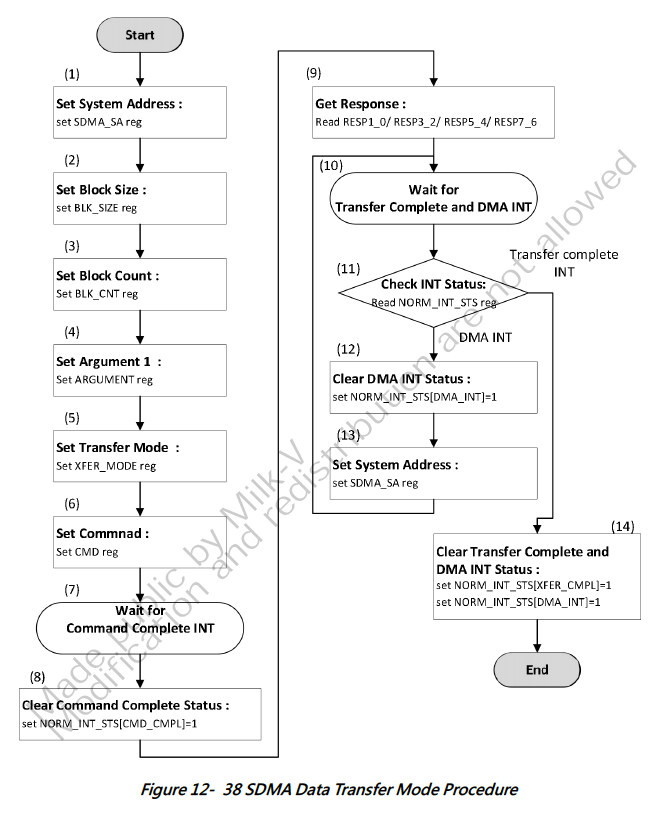 Start
(1)
Set System Address :
set SDMA_SA reg
(2)
Set Block Size :
set BLK_SIZE reg
(3)
Set Block Count :
Set BLK_CNT reg
(4)
Set Argument 1 :
Set ARGUMENT reg
(5)
Set Transfer Mode :
Set XFER_MODE reg
(6)
Set Commnad :
Set CMD reg
(7)
Wait for
Command Complete INT
(8)
Clear Command Complete Status :
set NORM_INT_STS[CMD_CMPL]=1
(9)
Get Response :
Read RESP1_0/ RESP3_2/ RESP5_4/ RESP7_6
(10)
Wait for
Transfer Complete and DMA INT
(11)
Check INT Status:
Read NORM_INT_STS reg
Transfer complete
INT
DMA INT
(12)
Clear DMA INT Status :
set NORM_INT_STS[DMA_INT]=1
(13)
Set System Address :
set SDMA_SA reg
(14)
Clear Transfer Complete and
DMA INT Status :
set NORM_INT_STS[XFER_CMPL]=1
set NORM_INT_STS[DMA_INT]=1
End
Made public by Milk-V
Modification and redistribution are not allowed
Figure 12- 38 SDMA Data Transfer Mode Procedure